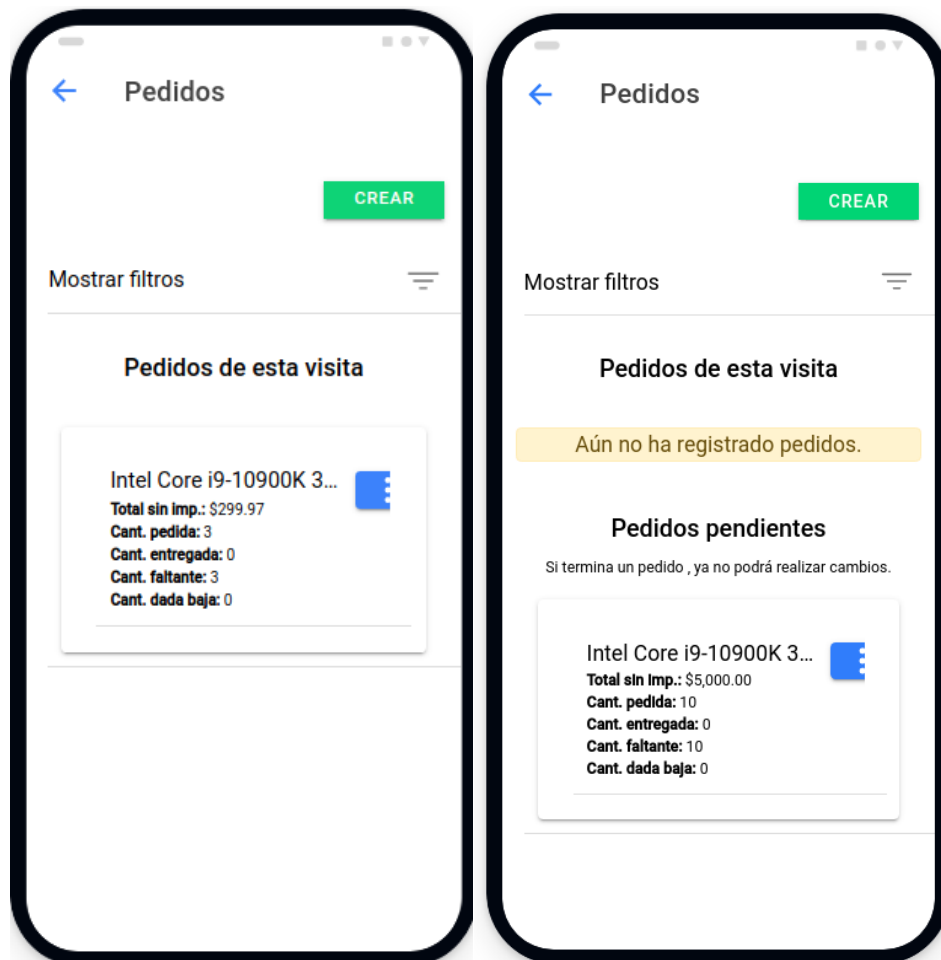 Pedidos
CREAR
Mostrar filtros
Pedidos de esta visita
Intel Core i9-10900K 3...
Total sin imp.: $299.97
Cant. pedida: 3
Cant. entregada: 0
Cant. faltante: 3
Cant. dada baja: 0
Pedidos
CREAR
Mostrar filtros
Pedidos de esta visita
Aún no ha registrado pedidos.
Pedidos pendientes
Si termina un pedido , ya no podrá realizar cambios.
Intel Core i9-10900K 3...
Total sin imp.: $5,000.00
Cant. pedida: 10
Cant. entregada: 0
Cant. faltante: 10
Cant. dada baja: 0